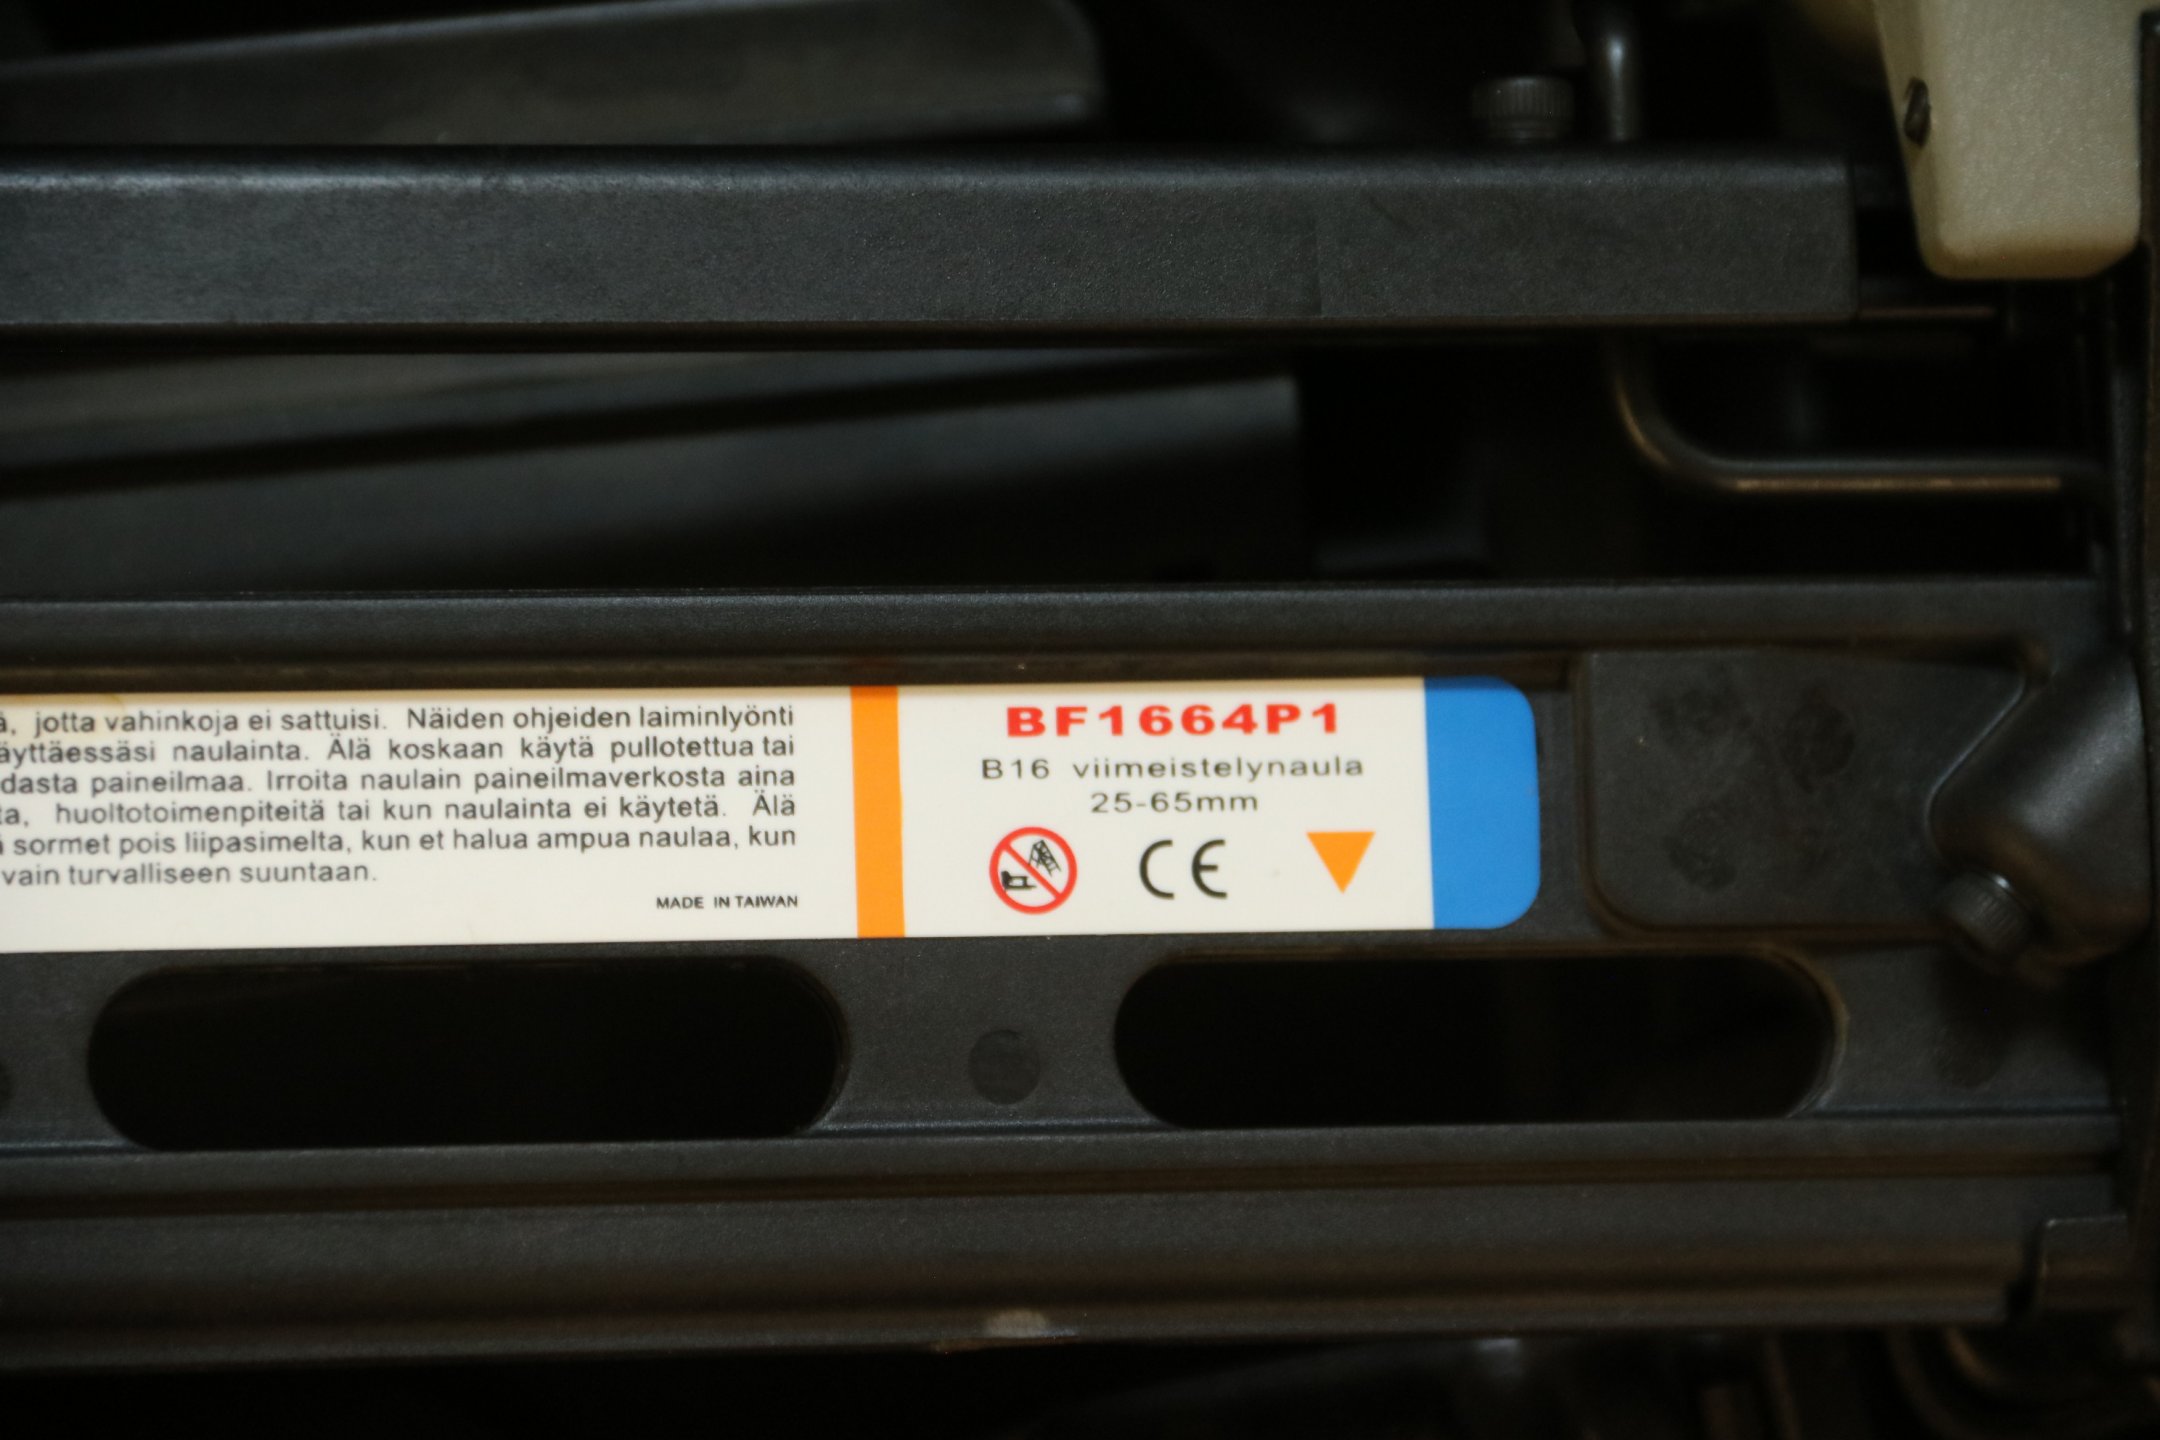 jotta vahinkoja ei sattuisi. Näiden ohjeiden laiminlyönti
naulainta. Älä koskaan käytä pullotettua tai
paineilmaa. Irroita naulain paineilmaverkosta aina
huoltotoimenpiteitä tai kun naulainta ei käytetä. Älä
sormet pois liipasimelta, kun et halua ampua naulaa, kun
vain turvalliseen suuntaan.
MADE IN TAIWAN
BF1664P1
B16 viimeistelynaula
25-65mm
CE